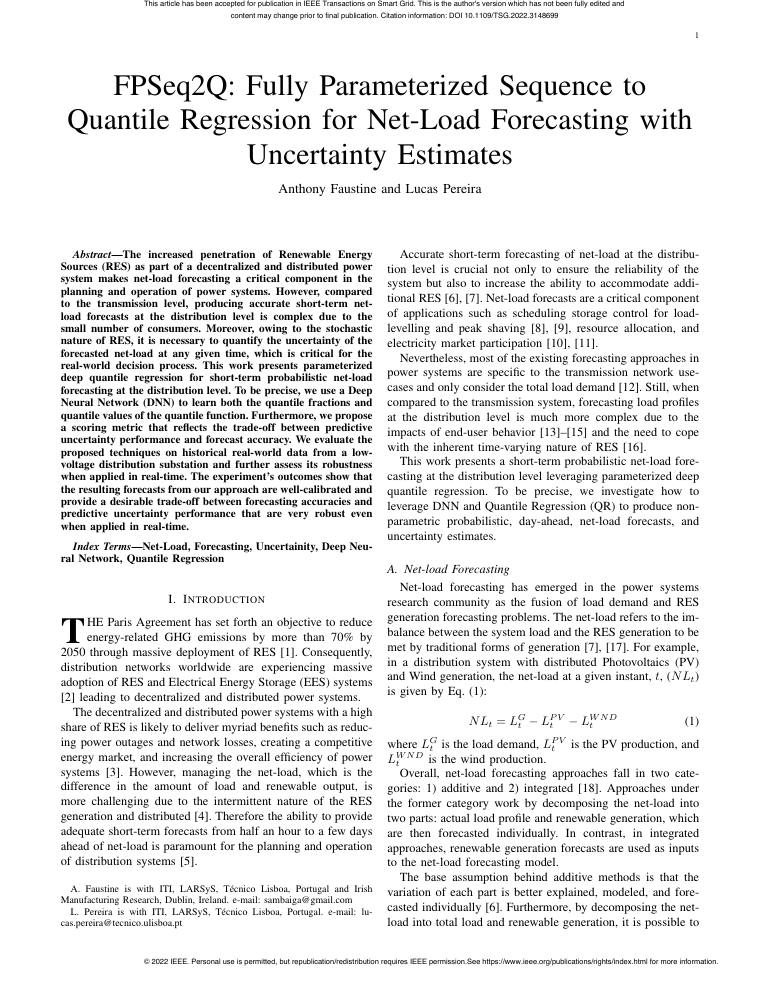 This article has been accepted for publication in IEEE Transactions on Smart Grid. This is the author's version which has not been fully edited and
content may change prior to final publication. Citation information: DOI 10.1109/TSG.2022.3148699
1
FPSeq2Q: Fully Parameterized Sequence to
Quantile Regression for Net-Load Forecasting with
Uncertainty Estimates
Anthony Faustine and Lucas Pereira
Abstract—The increased penetration of Renewable Energy
Sources (RES) as part of a decentralized and distributed power
system makes net-load forecasting a critical component in the
planning and operation of power systems. However, compared
to the transmission level, producing accurate short-term net-
load forecasts at the distribution level is complex due to the
small number of consumers. Moreover, owing to the stochastic
nature of RES, it is necessary to quantify the uncertainty of the
forecasted net-load at any given time, which is critical for the
real-world decision process. This work presents parameterized
deep quantile regression for short-term probabilistic net-load
forecasting at the distribution level. To be precise, we use a Deep
Neural Network (DNN) to learn both the quantile fractions and
quantile values of the quantile function. Furthermore, we propose
a scoring metric that reflects the trade-off between predictive
uncertainty performance and forecast accuracy. We evaluate the
proposed techniques on historical real-world data from a low-
voltage distribution substation and further assess its robustness
when applied in real-time. The experiment's outcomes show that
the resulting forecasts from our approach are well-calibrated and
provide a desirable trade-off between forecasting accuracies and
predictive uncertainty performance that are very robust even
when applied in real-time.
Index Terms—Net-Load, Forecasting, Uncertainity, Deep Neu-
ral Network, Quantile Regression
I. INTRODUCTION
THE Paris Agreement has set forth an objective to reduce
energy-related GHG emissions by more than 70% by
2050 through massive deployment of RES [1]. Consequently,
distribution networks worldwide are experiencing massive
adoption of RES and Electrical Energy Storage (EES) systems
[2] leading to decentralized and distributed power systems.
The decentralized and distributed power systems with a high
share of RES is likely to deliver myriad benefits such as reduc-
ing power outages and network losses, creating a competitive
energy market, and increasing the overall efficiency of power
systems [3]. However, managing the net-load, which is the
difference in the amount of load and renewable output, is
more challenging due to the intermittent nature of the RES
generation and distributed [4]. Therefore the ability to provide
adequate short-term forecasts from half an hour to a few days
ahead of net-load is paramount for the planning and operation
of distribution systems [5].
A. Faustine is with ITI, LARSyS, Técnico Lisboa, Portugal and Irish
Manufacturing Research, Dublin, Ireland. e-mail: sambaiga@gmail.com
L. Pereira is with ITI, LARSyS, Técnico Lisboa, Portugal. e-mail: lu-
cas.pereira@tecnico.ulisboa.pt
Accurate short-term forecasting of net-load at the distribu-
tion level is crucial not only to ensure the reliability of the
system but also to increase the ability to accommodate addi-
tional RES [6], [7]. Net-load forecasts are a critical component
of applications such as scheduling storage control for load-
levelling and peak shaving [8], [9], resource allocation, and
electricity market participation [10], [11].
Nevertheless, most of the existing forecasting approaches in
power systems are specific to the transmission network use-
cases and only consider the total load demand [12]. Still, when
compared to the transmission system, forecasting load profiles
at the distribution level is much more complex due to the
impacts of end-user behavior [13]–[15] and the need to cope
with the inherent time-varying nature of RES [16].
This work presents a short-term probabilistic net-load fore-
casting at the distribution level leveraging parameterized deep
quantile regression. To be precise, we investigate how to
leverage DNN and Quantile Regression (QR) to produce non-
parametric probabilistic, day-ahead, net-load forecasts, and
uncertainty estimates.
A. Net-load Forecasting
Net-load forecasting has emerged in the power systems
research community as the fusion of load demand and RES
generation forecasting problems. The net-load refers to the im-
balance between the system load and the RES generation to be
met by traditional forms of generation [7], [17]. For example,
in a distribution system with distributed Photovoltaics (PV)
and Wind generation, the net-load at a given instant, t, (NL_t)
is given by Eq. (1):
NL_t = L_t^G − L_t^PV − L_t^WND (1)
where L_t^G is the load demand, L_t^PV is the PV production, and
L_t^WND is the wind production.
Overall, net-load forecasting approaches fall in two cate-
gories: 1) additive and 2) integrated [18]. Approaches under
the former category work by decomposing the net-load into
two parts: actual load profile and renewable generation, which
are then forecasted individually. In contrast, in integrated
approaches, renewable generation forecasts are used as inputs
to the net-load forecasting model.
The base assumption behind additive methods is that the
variation of each part is better explained, modeled, and fore-
casted individually [6]. Furthermore, by decomposing the net-
load into total load and renewable generation, it is possible to
© 2022 IEEE. Personal use is permitted, but republication/redistribution requires IEEE permission.See https://www.ieee.org/publications/rights/index.html for more information.